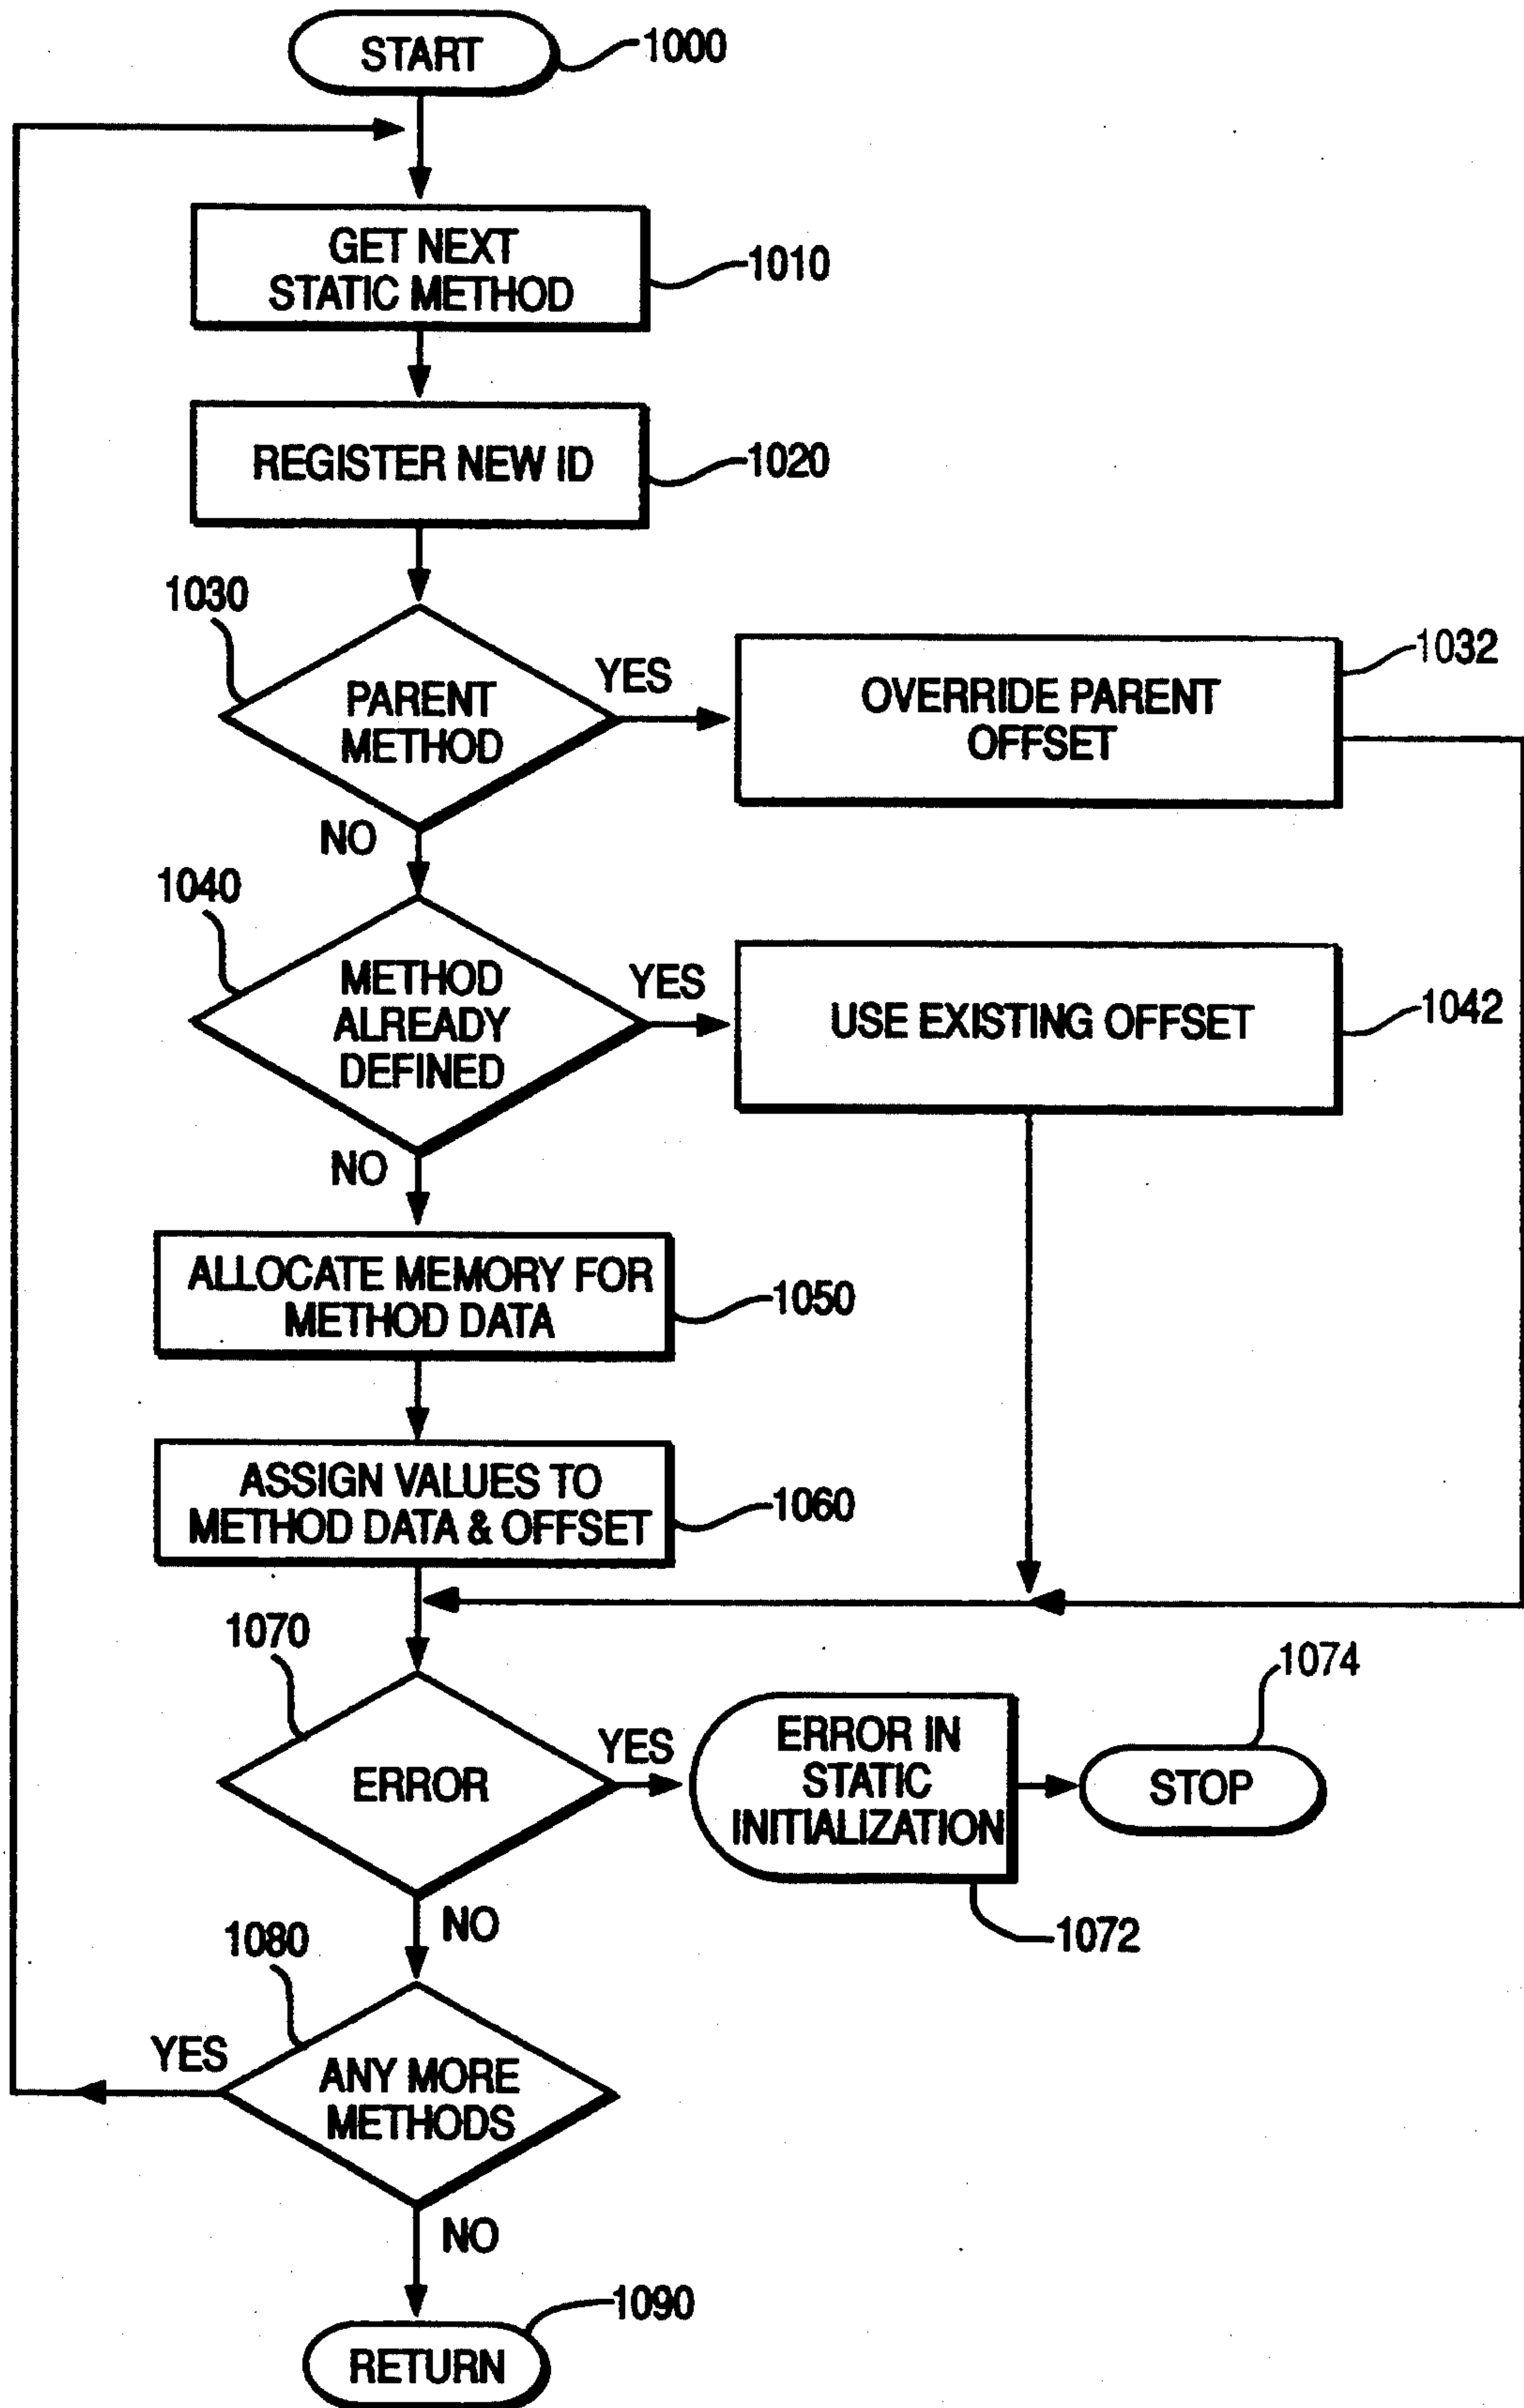 START
1000
GET NEXT
STATIC METHOD
1010
REGISTER NEW ID
1020
1030
PARENT
METHOD
YES
OVERRIDE PARENT
OFFSET
1032
NO
1040
METHOD
ALREADY
DEFINED
YES
USE EXISTING OFFSET
1042
NO
ALLOCATE MEMORY FOR
METHOD DATA
1050
ASSIGN VALUES TO
METHOD DATA & OFFSET
1060
1070
ERROR
YES
ERROR IN
STATIC
INITIALIZATION
1072
STOP
1074
NO
1080
YES
ANY MORE
METHODS
NO
RETURN
1090